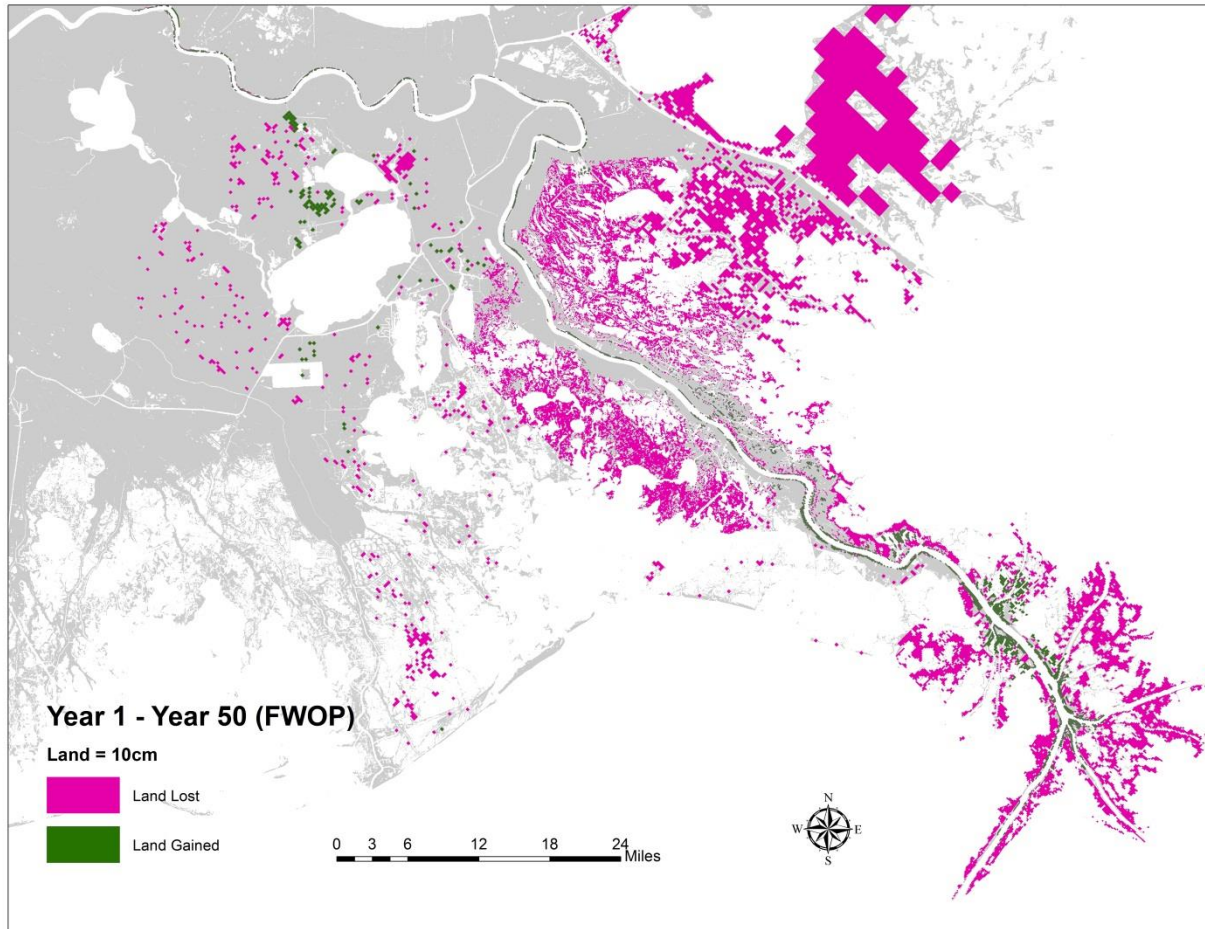 Year 1 - Year 50 (FWOP)
Land = 10cm
Land Lost
Land Gained
0 3 6 12 18 24
Miles
N
W E
S